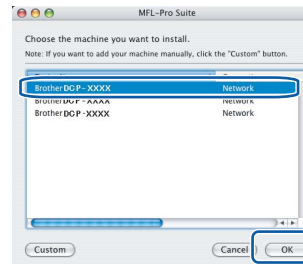 MFL-Pro Suite
Choose the machine you want to install.
Note: If you want to add your machine manually, click the "Custom" button.
Brother DCP-XXXX Network
Brother DCP-XXXX Network
Brother DCP-XXXX Network
Custom Cancel OK